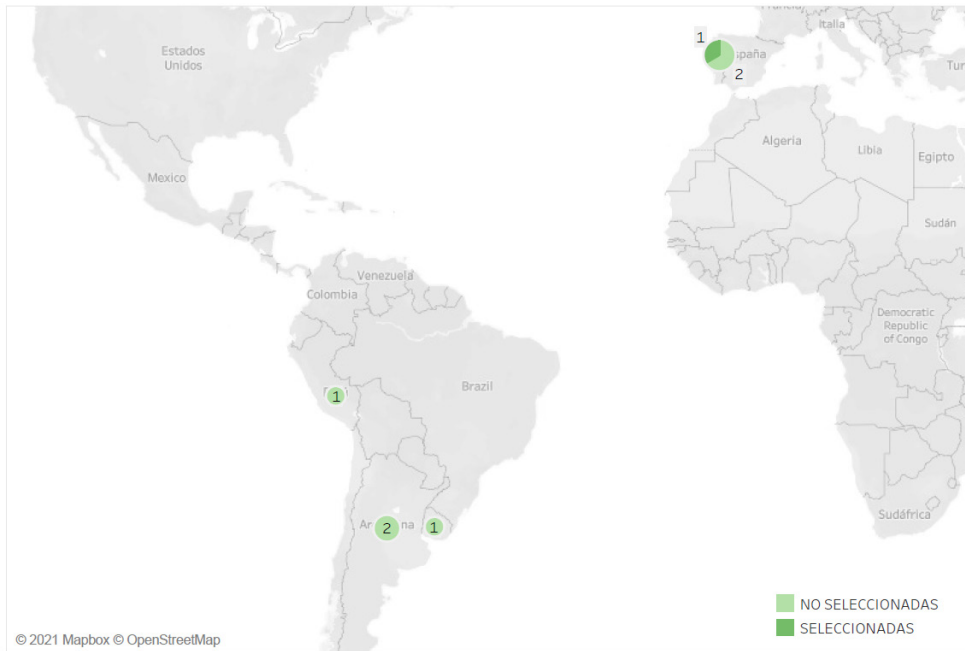 Francia
Italia
Estados
Unidos
1
spaña
2
Tur
Algeria
Libia
Egipto
Mexico
Sudán
Venezuela
Colombia
Democratic
Republic
of Congo
Brazil
1
Ar
2
na
1
Sudáfrica
NO SELECCIONADAS
SELECCIONADAS
© 2021 Mapbox © OpenStreetMap